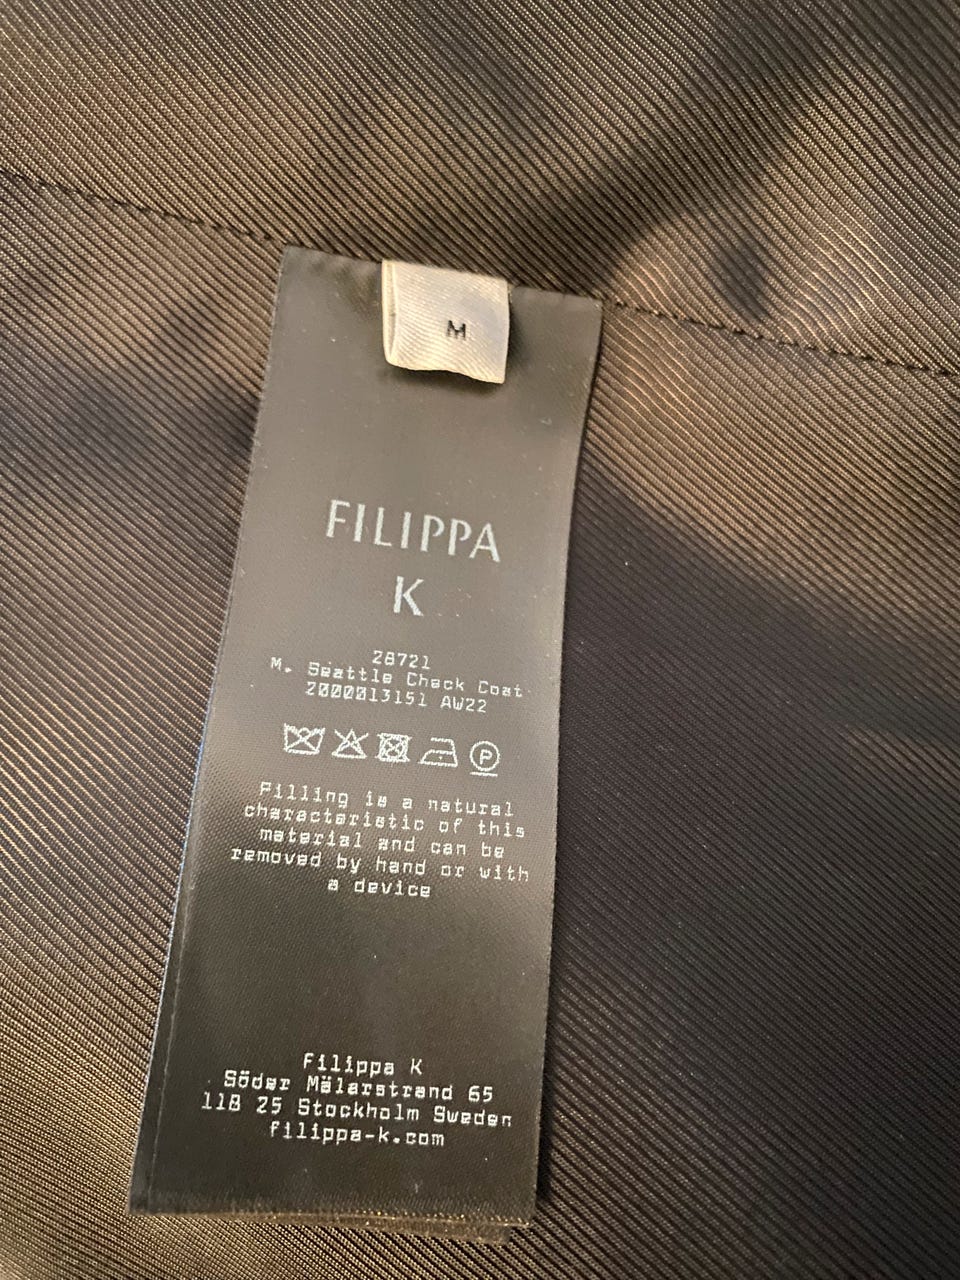 M
FILIPPA
K
28721
M. Seattle Check Coat
2000013151 AW22
P
Pilling is a natural
characteristic of this
material and can be
removed by hand or with
a device
Filippa K
Söder Mälarstrand 65
118 25 Stockholm Sweden
filippa-k.com